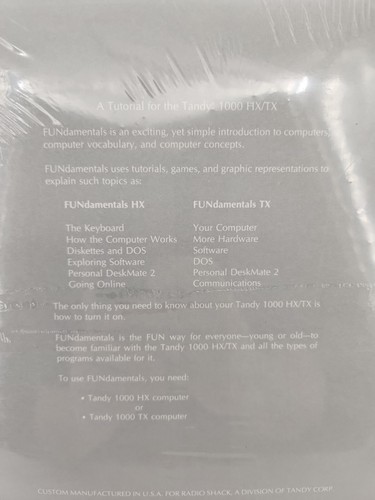 A Tutorial for the Tandy 1000 HX/TX
FUNdamentals is an exciting, yet simple introduction to computers,
computer vocabulary, and computer concepts.
FUNdamentals uses tutorials, games, and graphic representations to
explain such topics as:
FUNdamentals HX FUNdamentals TX
The Keyboard Your Computer
How the Computer Works More Hardware
Diskettes and DOS Software
Exploring Software DOS
Personal DeskMate 2 Personal DeskMate 2
Going Online Communications
The only thing you need to know about your Tandy 1000 HX/TX is
how to turn it on.
FUNdamentals is the FUN way for everyone—young or old—to
become familiar with the Tandy 1000 HX/TX and all the types of
programs available for it.
To use FUNdamentals, you need:
• Tandy 1000 HX computer
or
• Tandy 1000 TX computer
CUSTOM MANUFACTURED IN U.S.A. FOR RADIO SHACK, A DIVISION OF TANDY CORP.